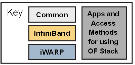 Key
Common
InfiniBand
iWARP
Apps and
Access
Methods
for using
OF Stack